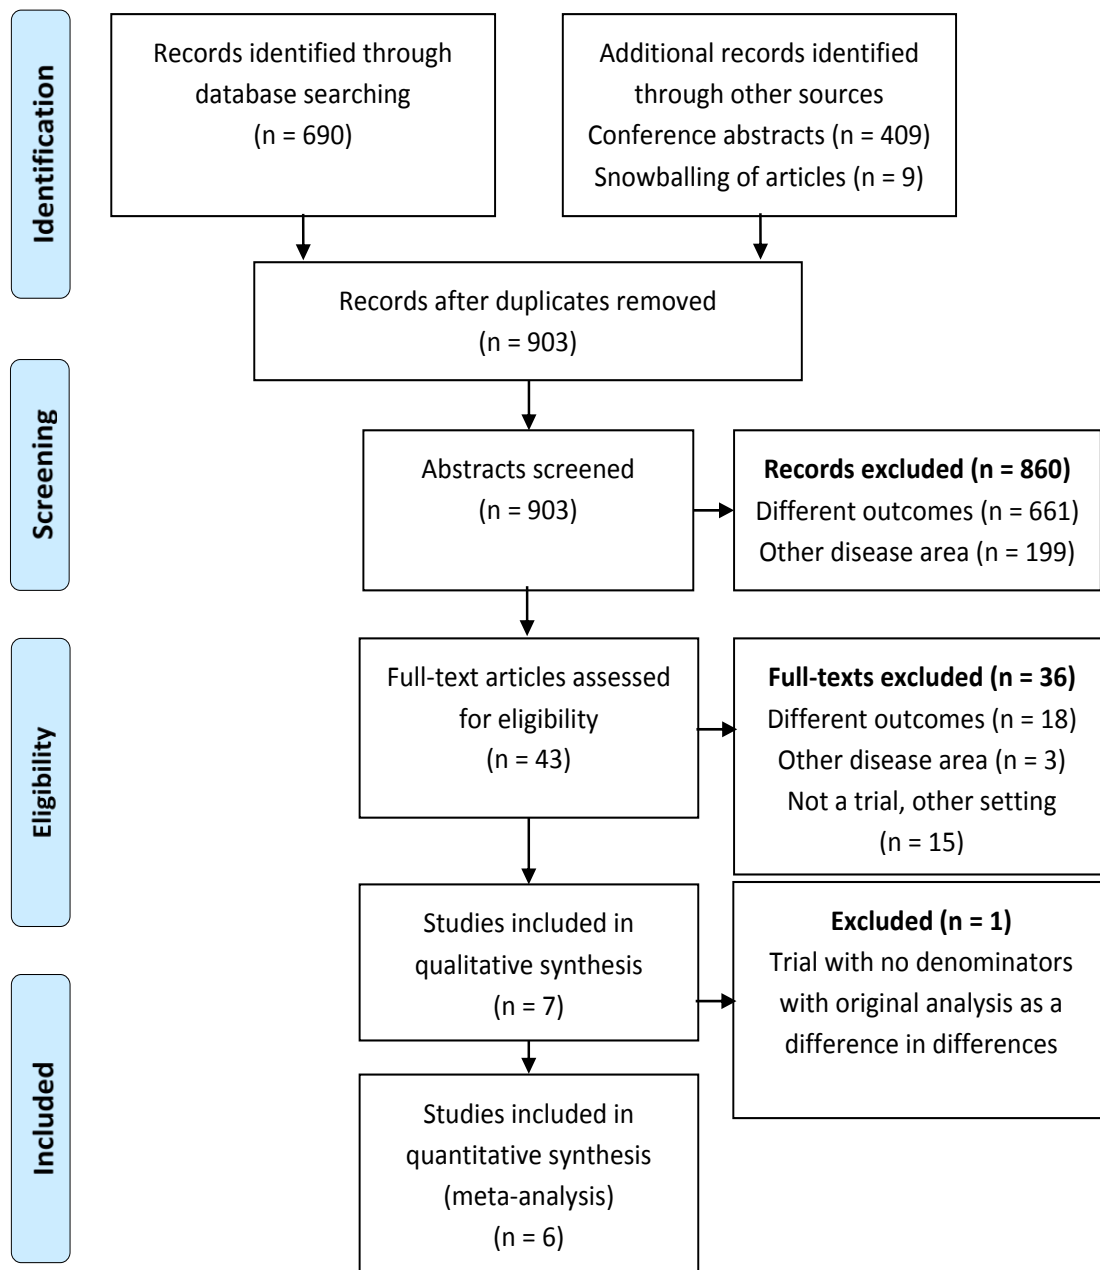 Identification
Records identified through
database searching
(n = 690)
Additional records identified
through other sources
Conference abstracts (n = 409)
Snowballing of articles (n = 9)
Records after duplicates removed
(n = 903)
Screening
Abstracts screened
(n = 903)
Records excluded (n = 860)
Different outcomes (n = 661)
Other disease area (n = 199)
Eligibility
Full-text articles assessed
for eligibility
(n = 43)
Full-texts excluded (n = 36)
Different outcomes (n = 18)
Other disease area (n = 3)
Not a trial, other setting
(n = 15)
Studies included in
qualitative synthesis
(n = 7)
Excluded (n = 1)
Trial with no denominators
with original analysis as a
difference in differences
Included
Studies included in
quantitative synthesis
(meta-analysis)
(n = 6)